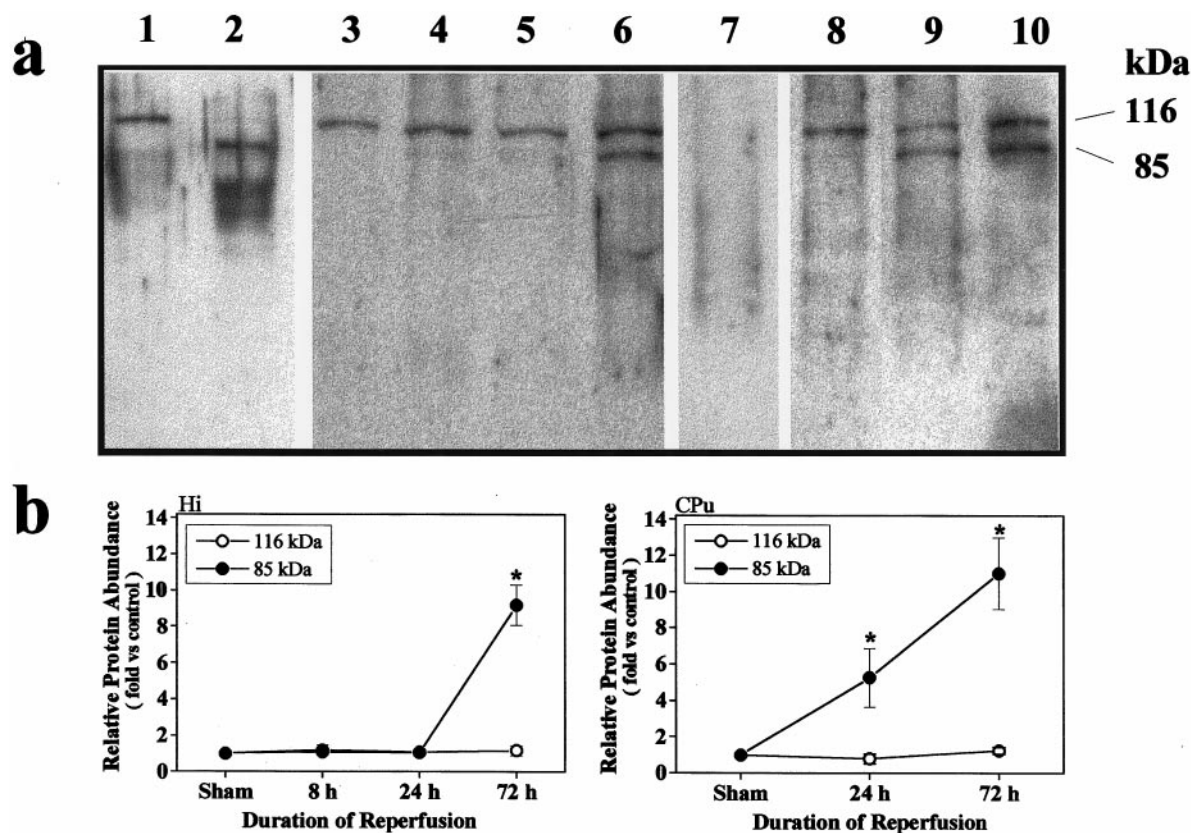 1 2 3 4 5 6 7 8 9 10
a
kDa
116
85
b
Hi
14
12
10
8
6
4
2
0
Relative Protein Abundance
( fold vs control )
116 kDa
85 kDa
*
Sham 8 h 24 h 72 h
Duration of Reperfusion
CPu
14
12
10
8
6
4
2
0
Relative Protein Abundance
( fold vs control )
116 kDa
85 kDa
*
*
Sham 24 h 72 h
Duration of Reperfusion